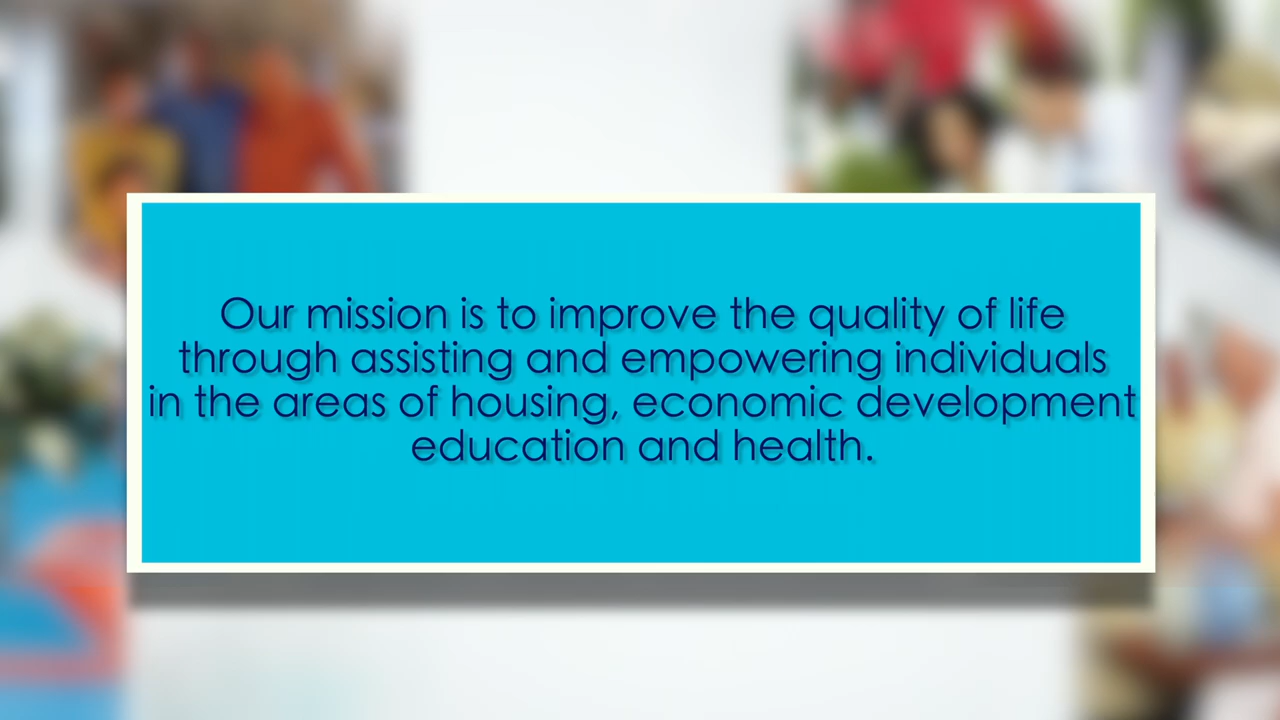 Our mission is to improve the quality of life
through assisting and empowering individuals
in the areas of housing, economic development
education and health.